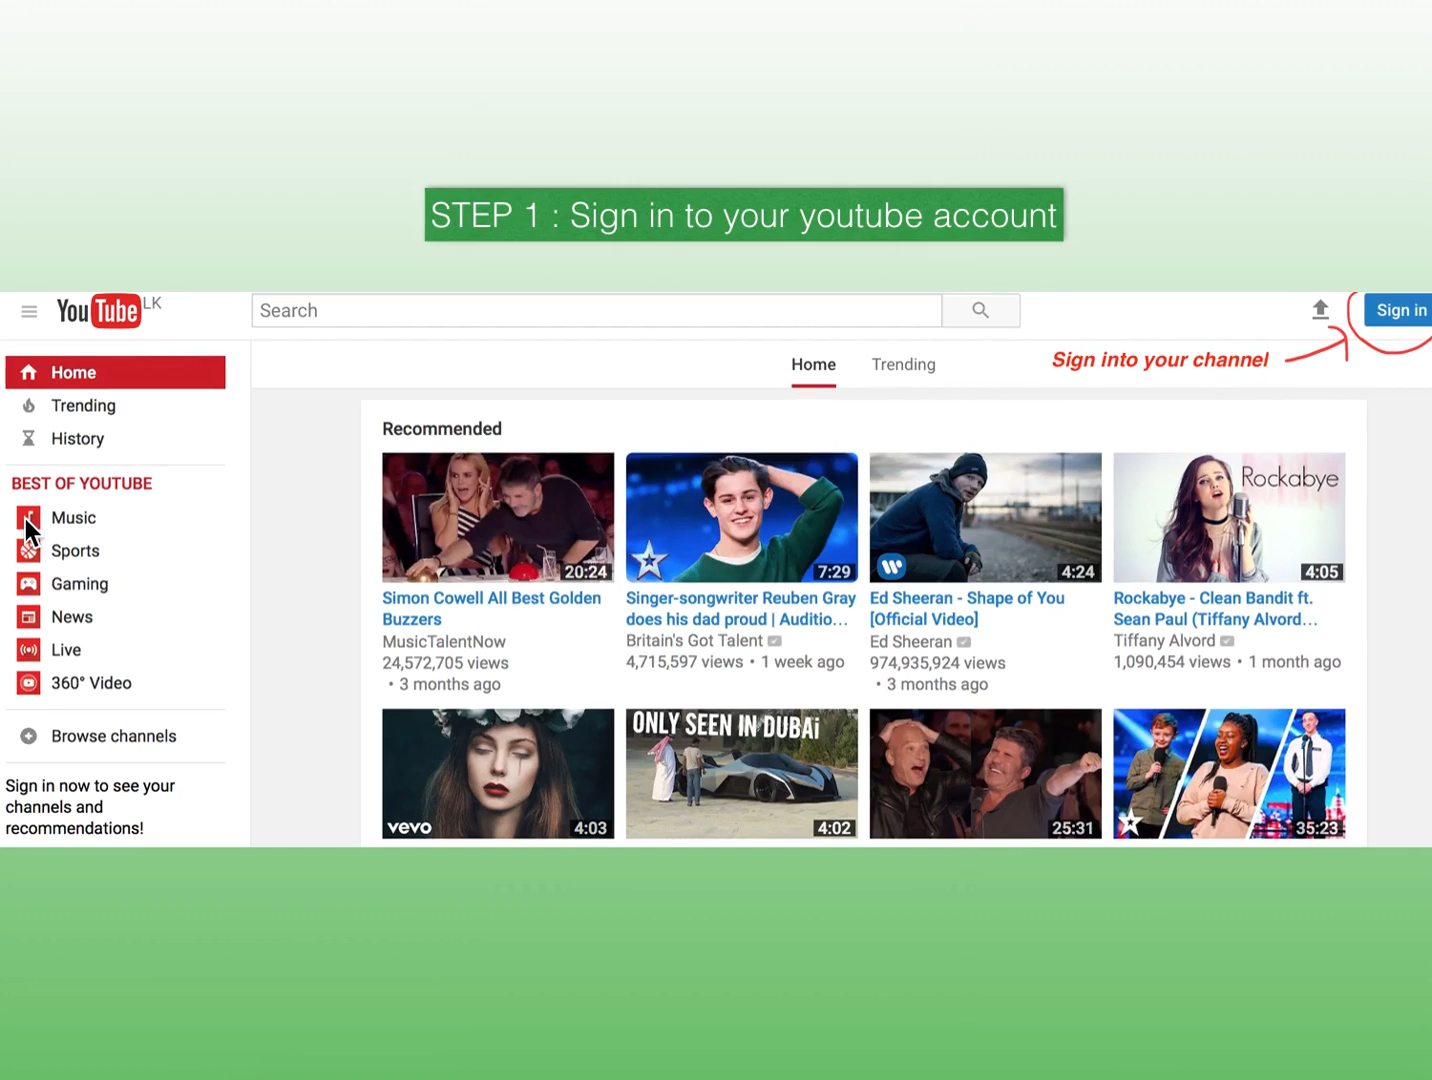 STEP 1 : Sign in to your youtube account
YouTube LK
Search
Sign in
Sign into your channel
Home
Trending
Home
Trending
History
BEST OF YOUTUBE
Music
Sports
Gaming
News
Live
360° Video
Browse channels
Sign in now to see your
channels and
recommendations!
Recommended
20:24
Simon Cowell All Best Golden
Buzzers
MusicTalentNow
24,572,705 views
• 3 months ago
7:29
Singer-songwriter Reuben Gray
does his dad proud | Auditio...
Britain's Got Talent
4,715,597 views • 1 week ago
4:24
Ed Sheeran - Shape of You
[Official Video]
Ed Sheeran
974,935,924 views
• 3 months ago
Rockabye
4:05
Rockabye - Clean Bandit ft.
Sean Paul (Tiffany Alvord...
Tiffany Alvord
1,090,454 views • 1 month ago
vevo
4:03
ONLY SEEN IN DUBAi
4:02
25:31
35:23